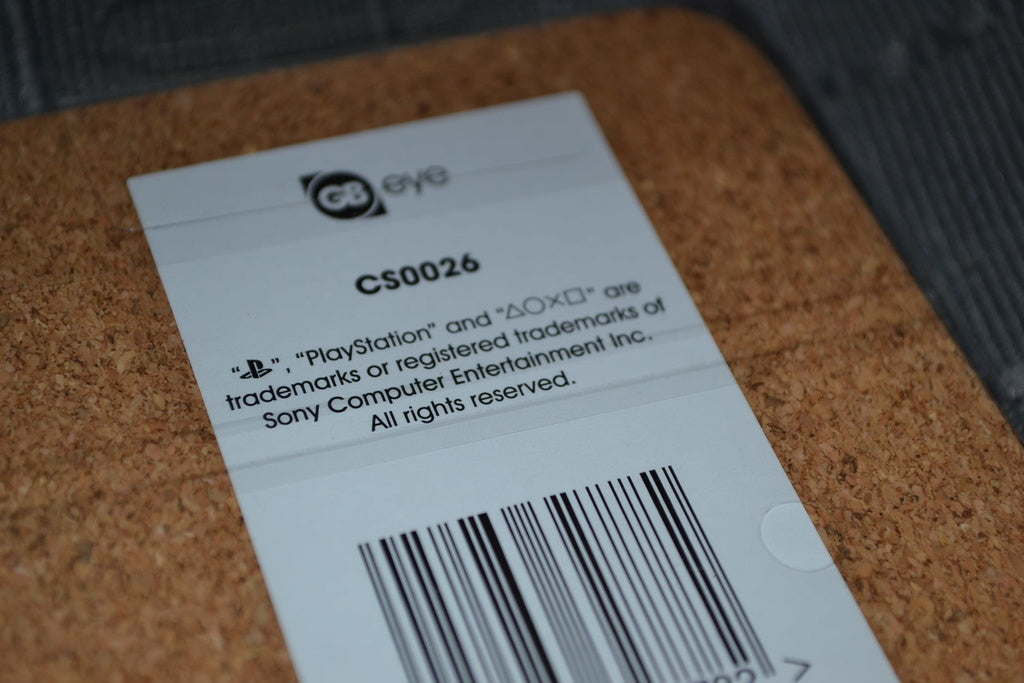 GB eye
CS0026
"", "PlayStation" and "△○✕□" are
trademarks or registered trademarks of
Sony Computer Entertainment Inc.
All rights reserved.
>